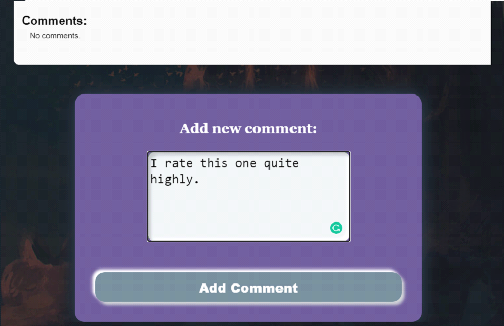 Comments:
No comments
Add new comment:
I rate this one quite
highly.
Add Comment